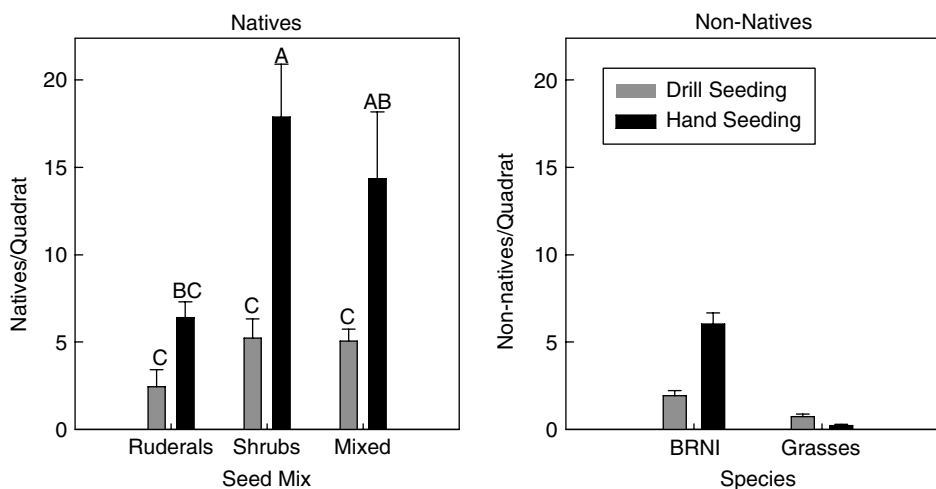 Natives
Natives/Quadrat
20
15
10
5
0
C
BC
C
A
C
AB
Ruderals Shrubs Mixed
Seed Mix
Non-Natives
Non-natives/Quadrat
20
15
10
5
0
Drill Seeding
Hand Seeding
BRNI Grasses
Species